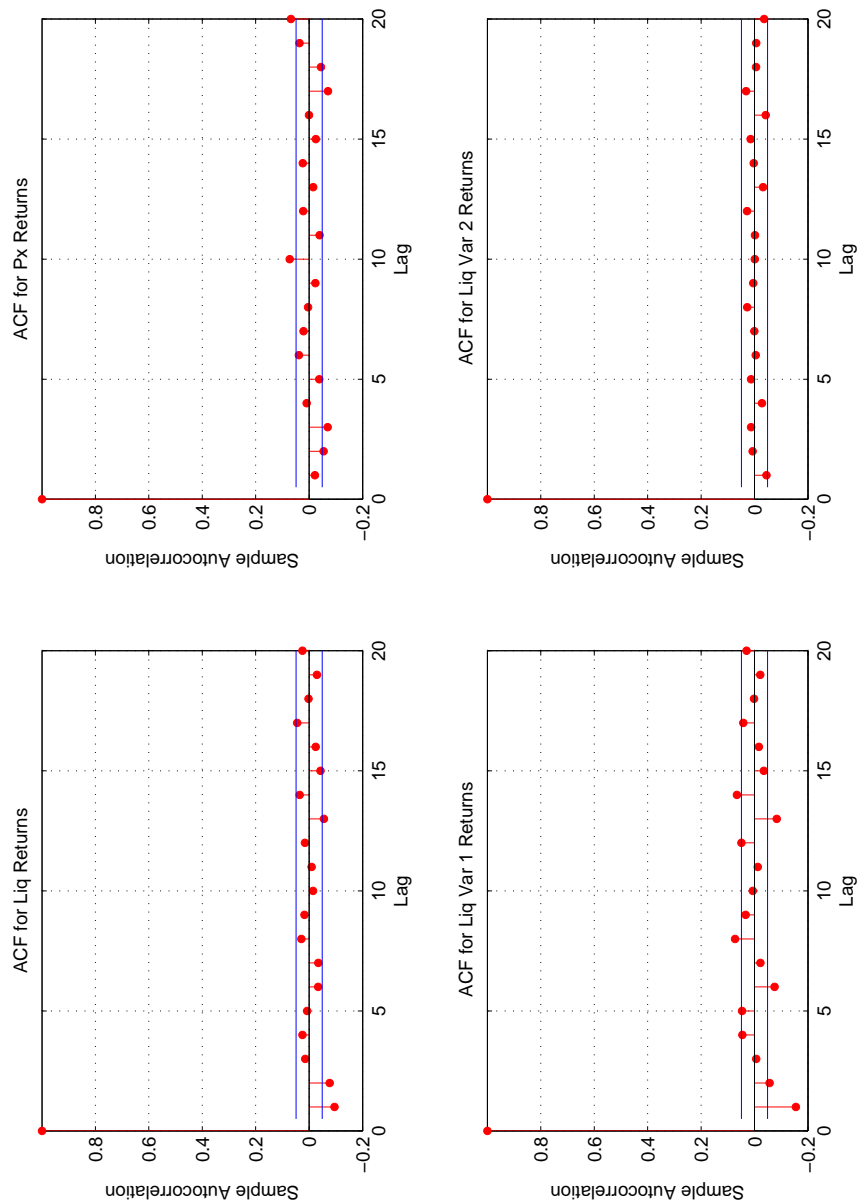 ACF for Liq Returns
Sample Autocorrelation
0.8
0.6
0.4
0.2
0
−0.2
0 5 10 15 20
Lag
ACF for Px Returns
Sample Autocorrelation
0.8
0.6
0.4
0.2
0
−0.2
0 5 10 15 20
Lag
ACF for Liq Var 1 Returns
Sample Autocorrelation
0.8
0.6
0.4
0.2
0
−0.2
0 5 10 15 20
Lag
ACF for Liq Var 2 Returns
Sample Autocorrelation
0.8
0.6
0.4
0.2
0
−0.2
0 5 10 15 20
Lag